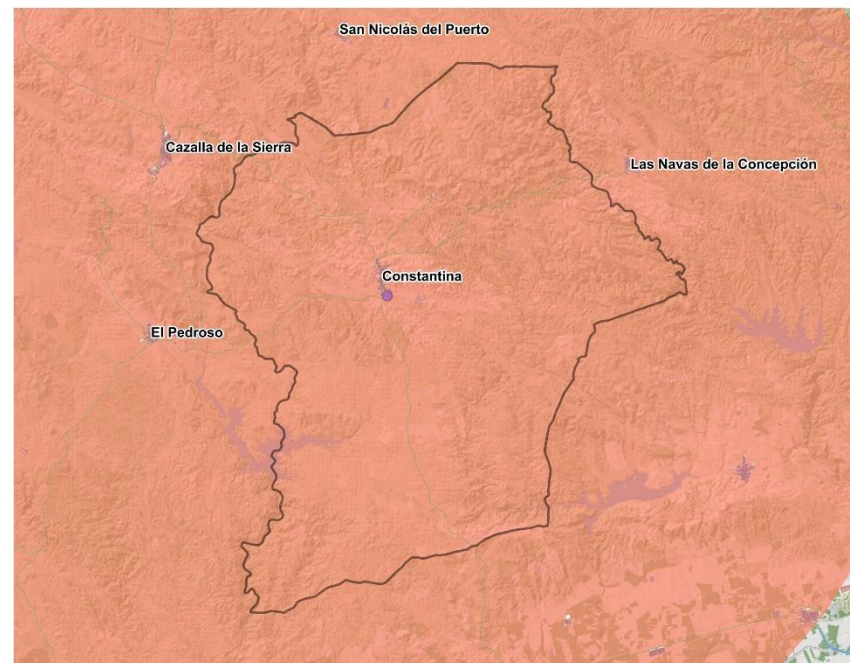 San Nicolás del Puerto
Cazalla de la Sierra
Las Navas de la Concepción
Constantina
El Pedroso